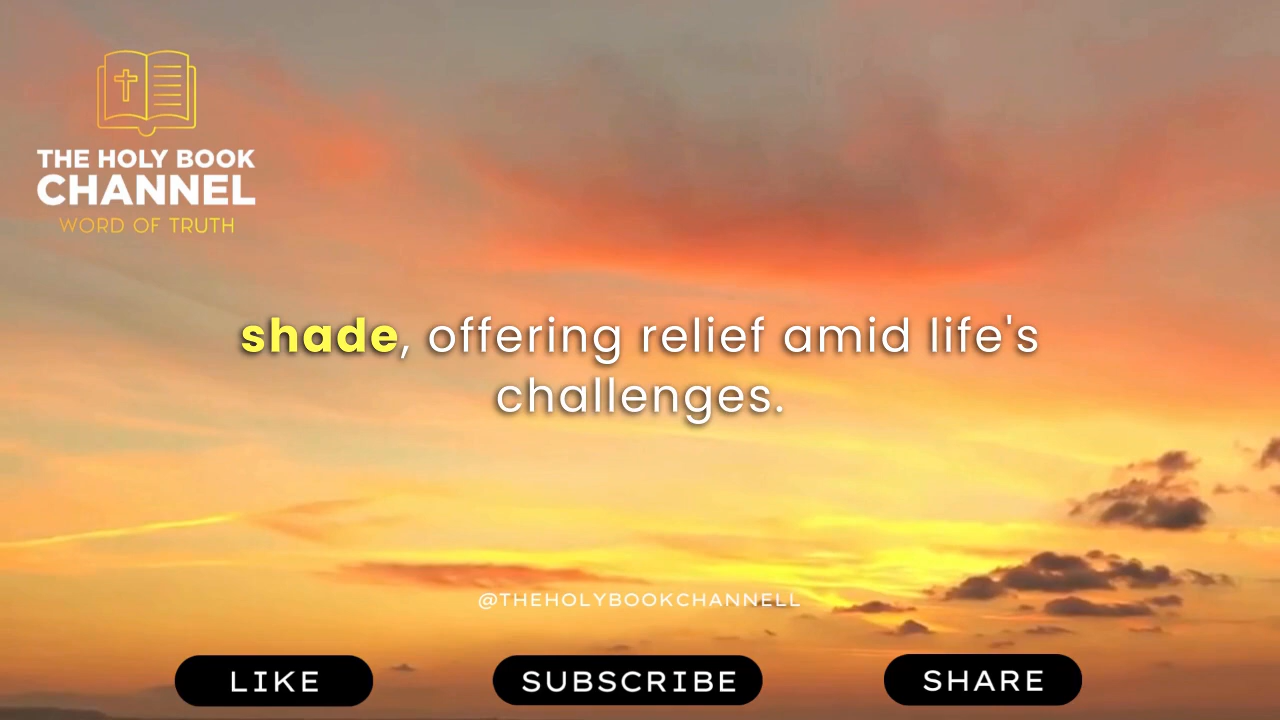 THE HOLY BOOK
CHANNEL
WORD OF TRUTH
shade, offering relief amid life's
challenges.
@THEHOLYBOOKCHANNELL
LIKE
SUBSCRIBE
SHARE